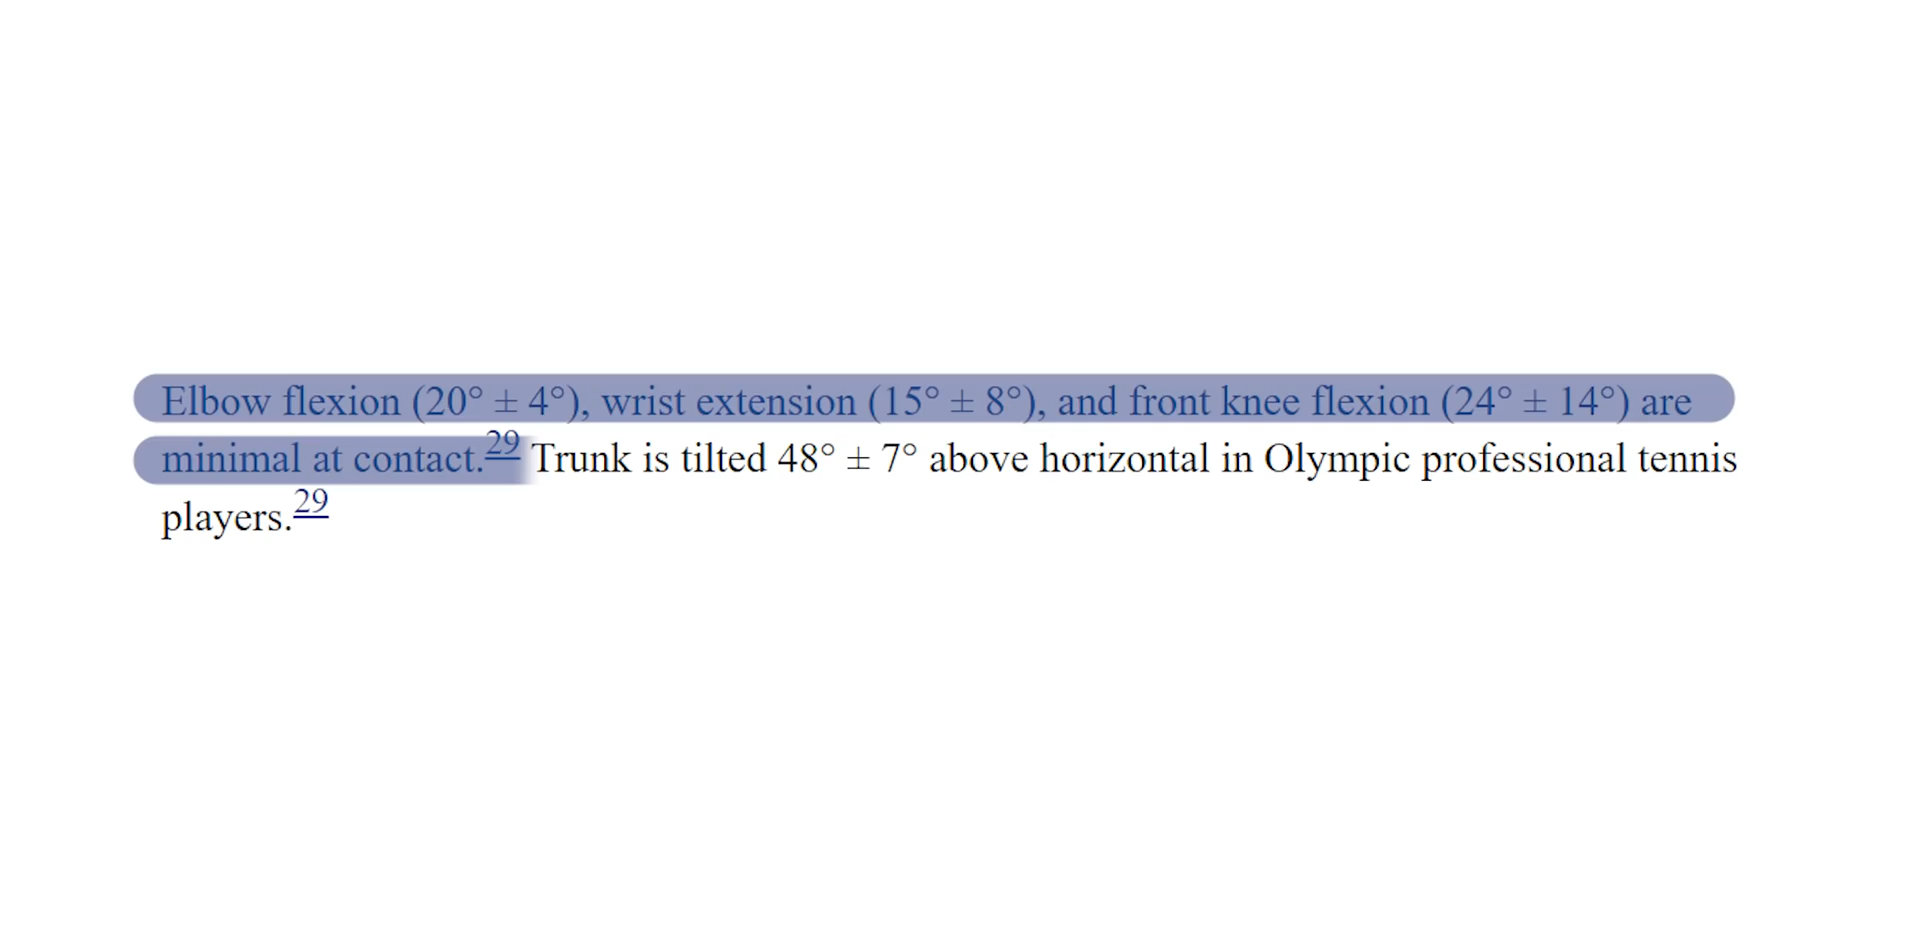 Elbow flexion (20° ± 4°), wrist extension (15° ± 8°), and front knee flexion (24° ± 14°) are
minimal at contact.29 Trunk is tilted 48° ± 7° above horizontal in Olympic professional tennis
players.29